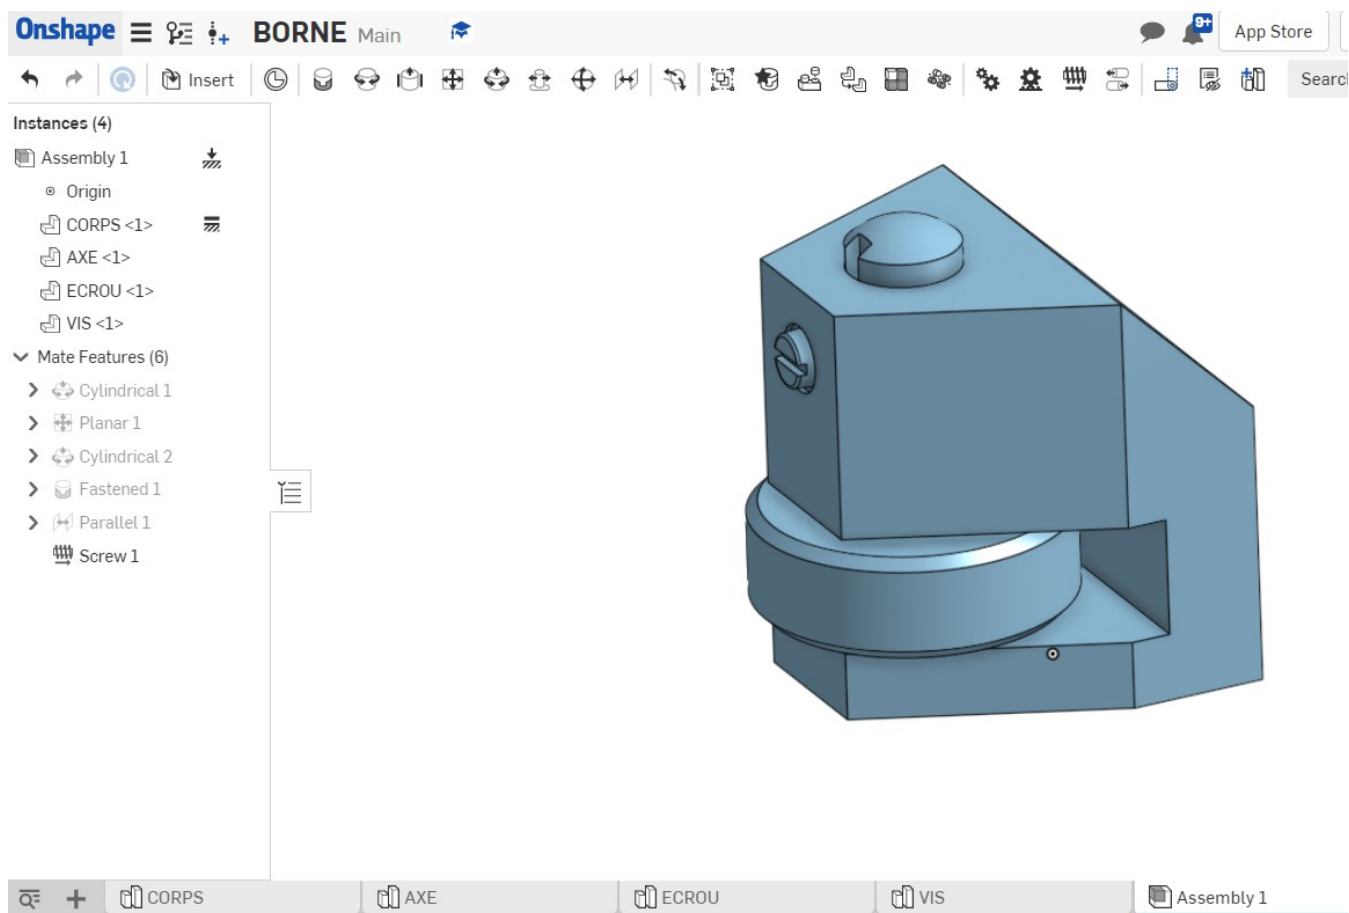 Onshape BORNE Main 9+ App Store
Insert Search
Instances (4)
Assembly 1
Origin
CORPS <1>
AXE <1>
ECROU <1>
VIS <1>
Mate Features (6)
Cylindrical 1
Planar 1
Cylindrical 2
Fastened 1
Parallel 1
Screw 1
CORPS AXE ECROU VIS Assembly 1